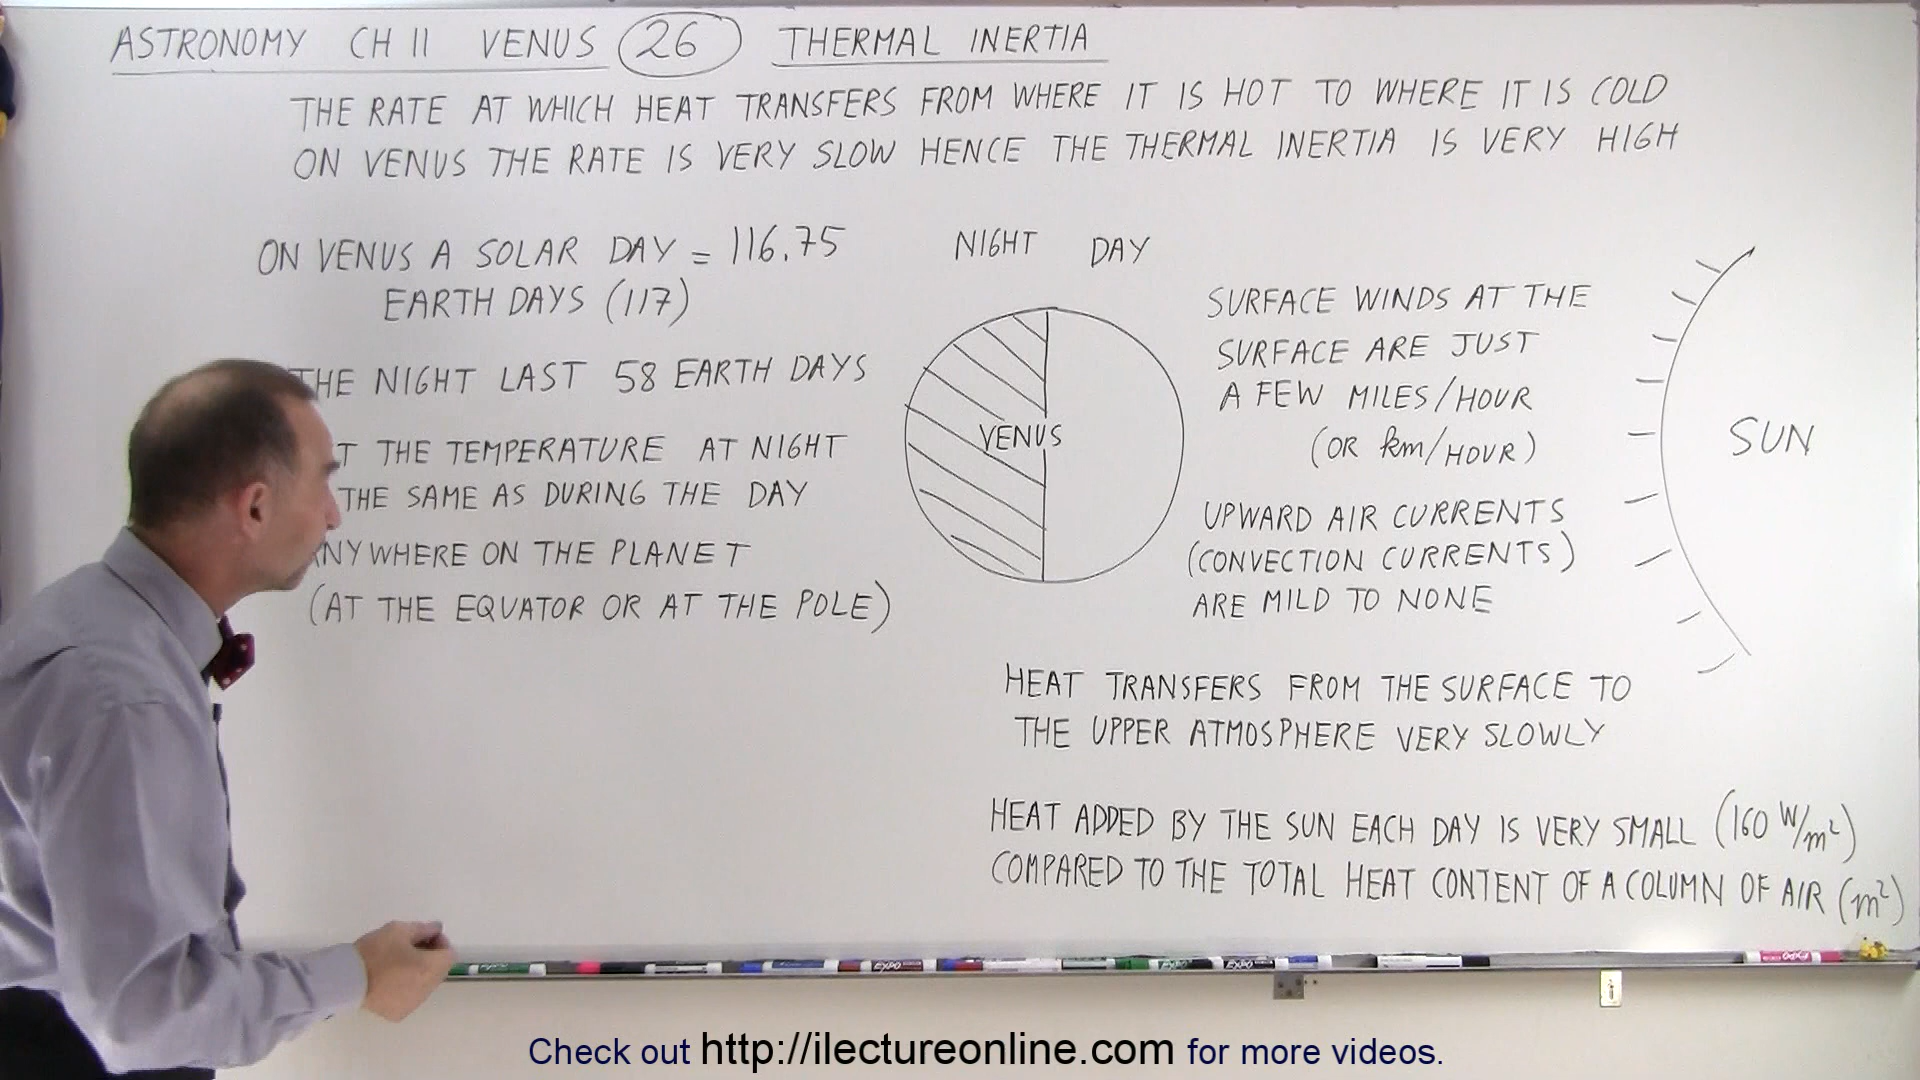 ASTRONOMY CH 11 VENUS 26 THERMAL INERTIA
THE RATE AT WHICH HEAT TRANSFERS FROM WHERE IT IS HOT TO WHERE IT IS COLD
ON VENUS THE RATE IS VERY SLOW HENCE THE THERMAL INERTIA IS VERY HIGH
ON VENUS A SOLAR DAY = 116.75
EARTH DAYS (117)
THE NIGHT LAST 58 EARTH DAYS
THE TEMPERATURE AT NIGHT
THE SAME AS DURING THE DAY
ANYWHERE ON THE PLANET
(AT THE EQUATOR OR AT THE POLE)
NIGHT DAY
VENUS
SURFACE WINDS AT THE
SURFACE ARE JUST
A FEW MILES/HOUR
(OR km/HOUR)
UPWARD AIR CURRENTS
(CONVECTION CURRENTS)
ARE MILD TO NONE
SUN
HEAT TRANSFERS FROM THE SURFACE TO
THE UPPER ATMOSPHERE VERY SLOWLY
HEAT ADDED BY THE SUN EACH DAY IS VERY SMALL (160 W/m²)
COMPARED TO THE TOTAL HEAT CONTENT OF A COLUMN OF AIR (m²)
EXPO
EXPO
EXPO
Check out http://ilectureonline.com for more videos.